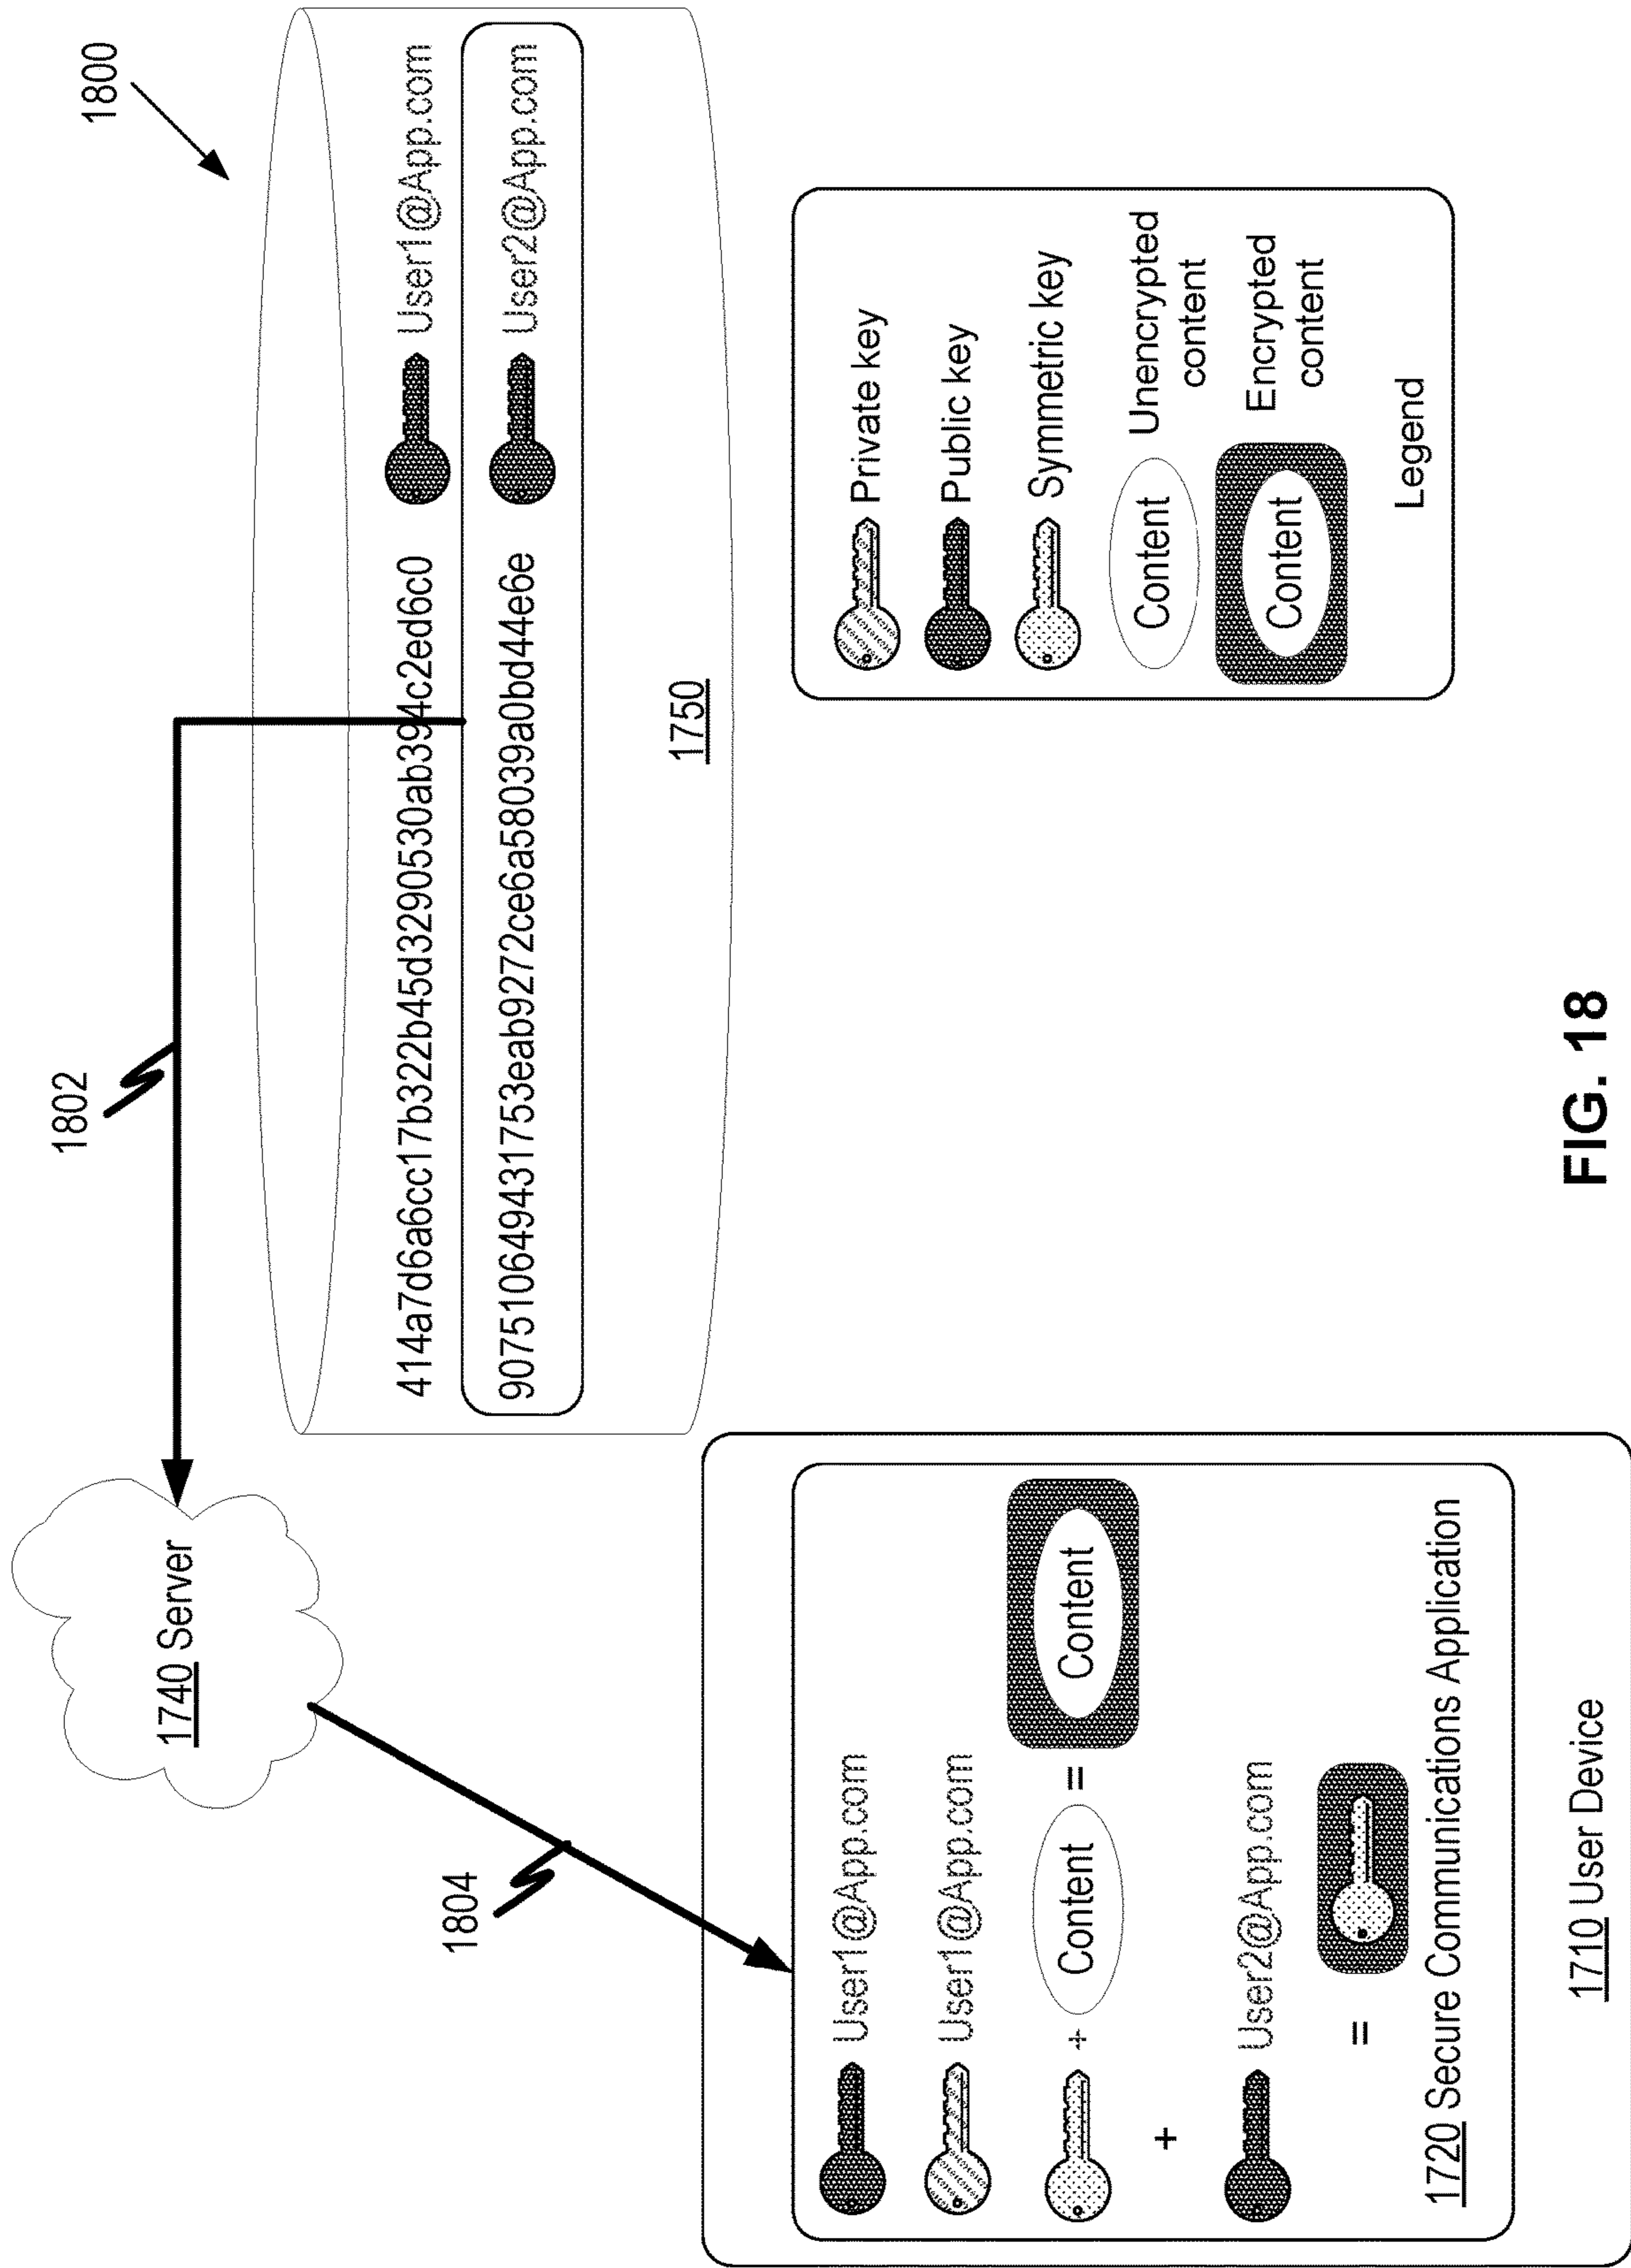 1802
1800
1740 Server
414a7d6a6cc17b322b45d3290530ab394c2ed6c0 User1@App.com
907510649431753eab9272ce6a58039a0bd44e6e User2@App.com
1750
1804
User1@App.com
User1@App.com
+ Content = Content
+
User2@App.com
=
1720 Secure Communications Application
1710 User Device
Private key
Public key
Symmetric key
Content Unencrypted
content
Content Encrypted
content
Legend
FIG. 18